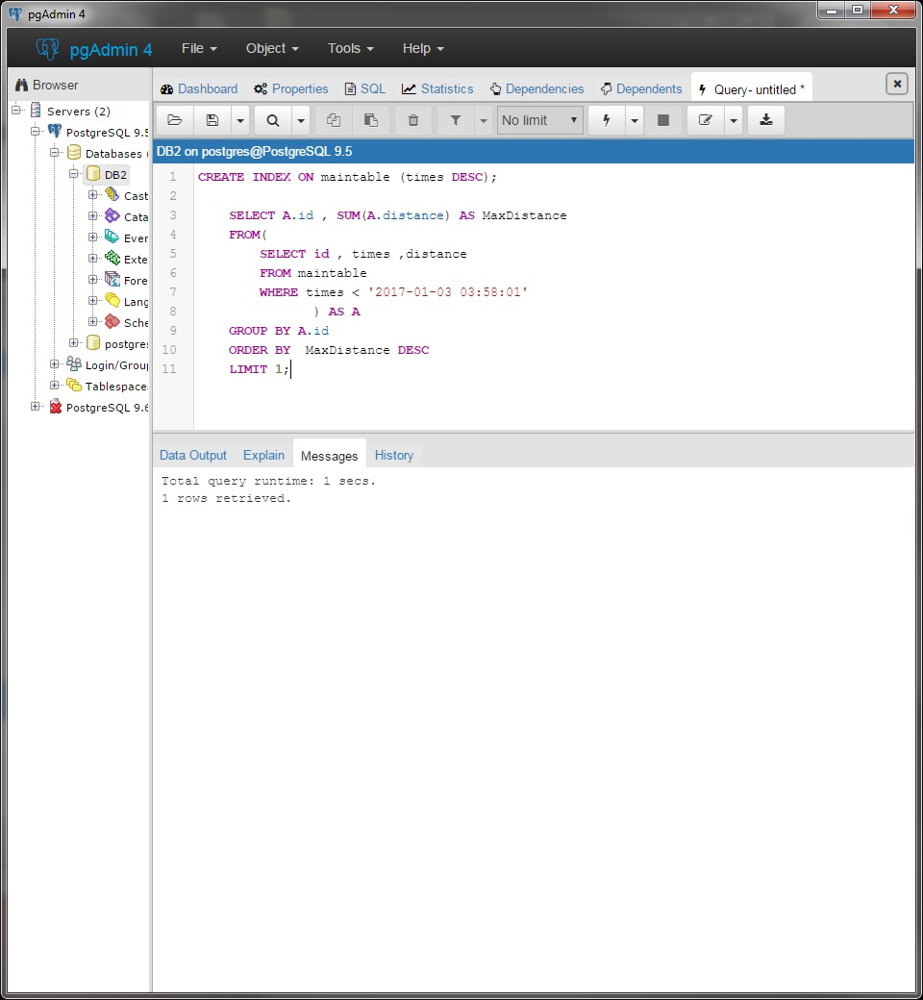 pgAdmin 4
pgAdmin 4 File Object Tools Help
Browser
Dashboard Properties SQL Statistics Dependencies Dependents Query- untitled *
Servers (2)
PostgreSQL 9.5
Databases (
DB2
Cast
Cata
Even
Exte
Fore
Lang
Sche
postgres
Login/Grou
Tablespace
PostgreSQL 9.6
No limit
DB2 on postgres@PostgreSQL 9.5
1 CREATE INDEX ON maintable (times DESC);
2
3 SELECT A.id , SUM(A.distance) AS MaxDistance
4 FROM(
5 SELECT id , times ,distance
6 FROM maintable
7 WHERE times < '2017-01-03 03:58:01'
8 ) AS A
9 GROUP BY A.id
10 ORDER BY  MaxDistance DESC
11 LIMIT 1;
Data Output Explain Messages History
Total query runtime: 1 secs.
1 rows retrieved.